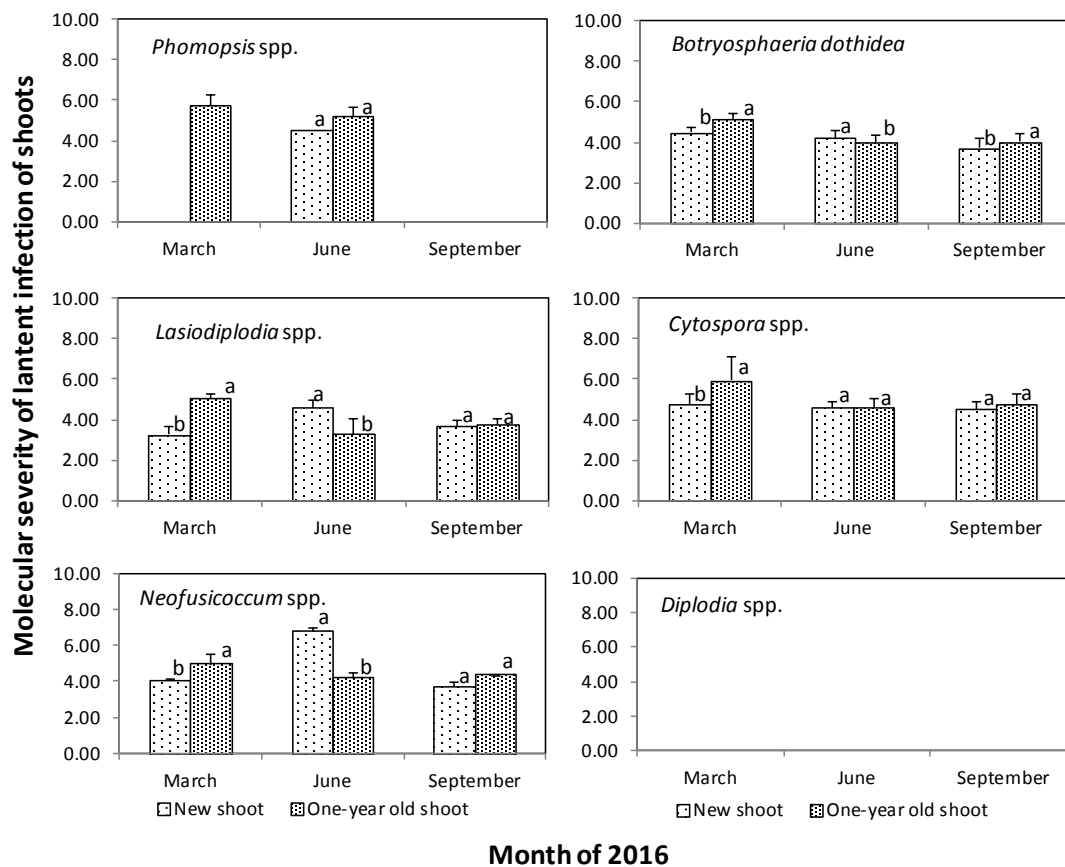 Molecular severity of lantent infection of shoots
10.00
8.00
6.00
4.00
2.00
0.00
Phomopsis spp.
a
a
March
June
September
10.00
8.00
6.00
4.00
2.00
0.00
Botryosphaeria dothidea
b
a
a
b
b
a
March
June
September
10.00
8.00
6.00
4.00
2.00
0.00
Lasiodiplodia spp.
b
a
a
b
a
a
March
June
September
10.00
8.00
6.00
4.00
2.00
0.00
Cytospora spp.
b
a
a
a
a
a
March
June
September
10.00
8.00
6.00
4.00
2.00
0.00
Neofusicoccum spp.
b
a
a
b
a
a
March
June
September
New shoot
One-year old shoot
10.00
8.00
6.00
4.00
2.00
0.00
Diplodia spp.
March
June
September
New shoot
One-year old shoot
Month of 2016